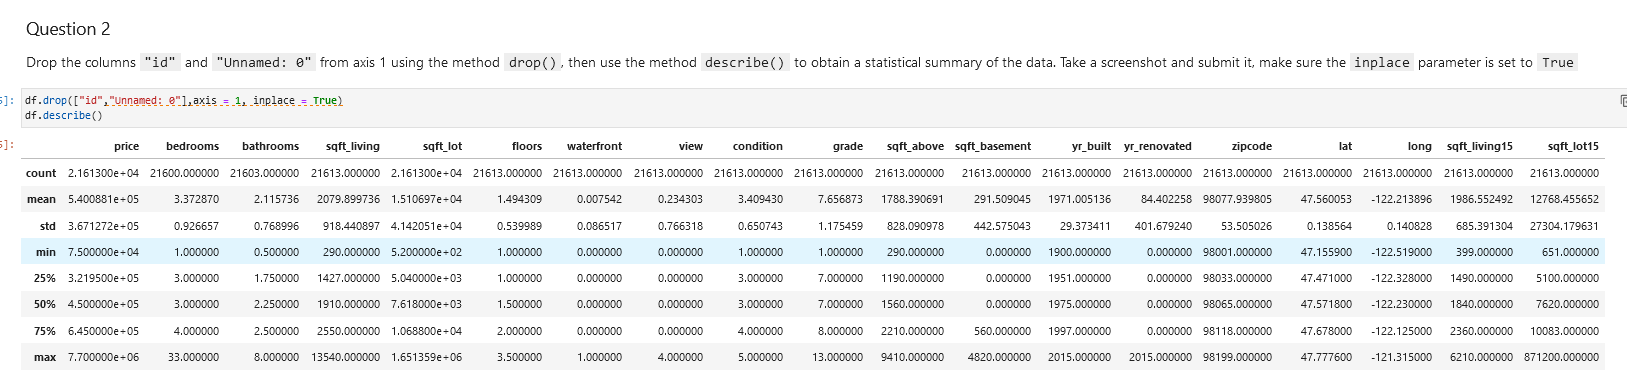 Question 2
Drop the columns "id" and "Unnamed: 0" from axis 1 using the method drop(), then use the method describe() to obtain a statistical summary of the data. Take a screenshot and submit it, make sure the inplace parameter is set to True
]: df.drop(["id","Unnamed: 0"],axis = 1, inplace = True)
df.describe()
]: price bedrooms bathrooms sqft_living sqft_lot floors waterfront view condition grade sqft_above sqft_basement yr_built yr_renovated zipcode lat long sqft_living15 sqft_lot15
count 2.161300e+04 21600.000000 21603.000000 21613.000000 2.161300e+04 21613.000000 21613.000000 21613.000000 21613.000000 21613.000000 21613.000000 21613.000000 21613.000000 21613.000000 21613.000000 21613.000000 21613.000000 21613.000000 21613.000000
mean 5.400881e+05 3.372870 2.115736 2079.899736 1.510697e+04 1.494309 0.007542 0.234303 3.409430 7.656873 1788.390691 291.509045 1971.005136 84.402258 98077.939805 47.560053 -122.213896 1986.552492 12768.455652
std 3.671272e+05 0.926657 0.768996 918.440897 4.142051e+04 0.539989 0.086517 0.766318 0.650743 1.175459 828.090978 442.575043 29.373411 401.679240 53.505026 0.138564 0.140828 685.391304 27304.179631
min 7.500000e+04 1.000000 0.500000 290.000000 5.200000e+02 1.000000 0.000000 0.000000 1.000000 1.000000 290.000000 0.000000 1900.000000 0.000000 98001.000000 47.155900 -122.519000 399.000000 651.000000
25% 3.219500e+05 3.000000 1.750000 1427.000000 5.040000e+03 1.000000 0.000000 0.000000 3.000000 7.000000 1190.000000 0.000000 1951.000000 0.000000 98033.000000 47.471000 -122.328000 1490.000000 5100.000000
50% 4.500000e+05 3.000000 2.250000 1910.000000 7.618000e+03 1.500000 0.000000 0.000000 3.000000 7.000000 1560.000000 0.000000 1975.000000 0.000000 98065.000000 47.571800 -122.230000 1840.000000 7620.000000
75% 6.450000e+05 4.000000 2.500000 2550.000000 1.068800e+04 2.000000 0.000000 0.000000 4.000000 8.000000 2210.000000 560.000000 1997.000000 0.000000 98118.000000 47.678000 -122.125000 2360.000000 10083.000000
max 7.700000e+06 33.000000 8.000000 13540.000000 1.651359e+06 3.500000 1.000000 4.000000 5.000000 13.000000 9410.000000 4820.000000 2015.000000 2015.000000 98199.000000 47.777600 -121.315000 6210.000000 871200.000000